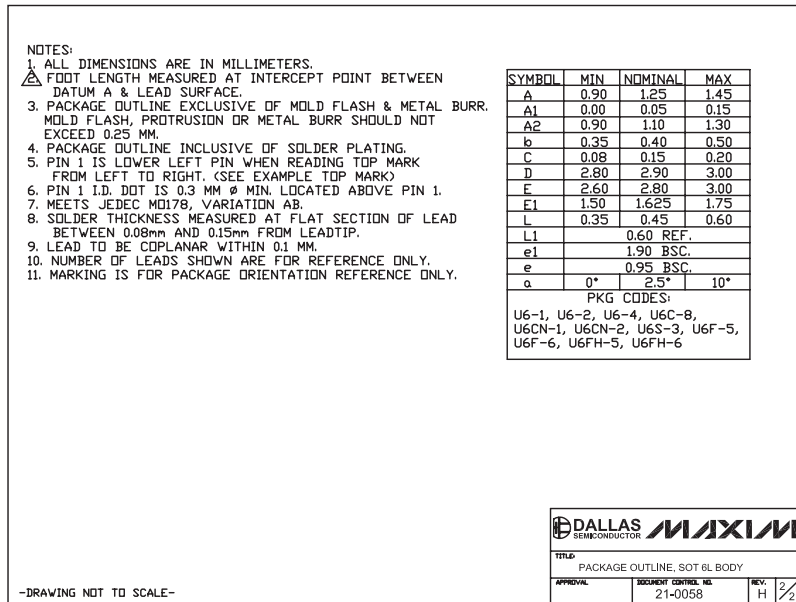 NOTES:
1. ALL DIMENSIONS ARE IN MILLIMETERS.
2. FOOT LENGTH MEASURED AT INTERCEPT POINT BETWEEN
DATUM A & LEAD SURFACE.
3. PACKAGE OUTLINE EXCLUSIVE OF MOLD FLASH & METAL BURR.
MOLD FLASH, PROTRUSION OR METAL BURR SHOULD NOT
EXCEED 0.25 MM.
4. PACKAGE OUTLINE INCLUSIVE OF SOLDER PLATING.
5. PIN 1 IS LOWER LEFT PIN WHEN READING TOP MARK
FROM LEFT TO RIGHT. (SEE EXAMPLE TOP MARK)
6. PIN 1 I.D. DOT IS 0.3 MM ø MIN. LOCATED ABOVE PIN 1.
7. MEETS JEDEC MO178, VARIATION AB.
8. SOLDER THICKNESS MEASURED AT FLAT SECTION OF LEAD
BETWEEN 0.08mm AND 0.15mm FROM LEADTIP.
9. LEAD TO BE COPLANAR WITHIN 0.1 MM.
10. NUMBER OF LEADS SHOWN ARE FOR REFERENCE ONLY.
11. MARKING IS FOR PACKAGE ORIENTATION REFERENCE ONLY.
SYMBOL MIN NOMINAL MAX
A 0.90 1.25 1.45
A1 0.00 0.05 0.15
A2 0.90 1.10 1.30
b 0.35 0.40 0.50
C 0.08 0.15 0.20
D 2.80 2.90 3.00
E 2.60 2.80 3.00
E1 1.50 1.625 1.75
L 0.35 0.45 0.60
L1 0.60 REF.
e1 1.90 BSC.
e 0.95 BSC.
a 0° 2.5° 10°
PKG CODES:
U6-1, U6-2, U6-4, U6C-8,
U6CN-1, U6CN-2, U6S-3, U6F-5,
U6F-6, U6FH-5, U6FH-6
-DRAWING NOT TO SCALE-
DALLAS SEMICONDUCTOR MAXIM
TITLE:
PACKAGE OUTLINE, SOT 6L BODY
APPROVAL DOCUMENT CONTROL NO. REV.
21-0058 H 2/2